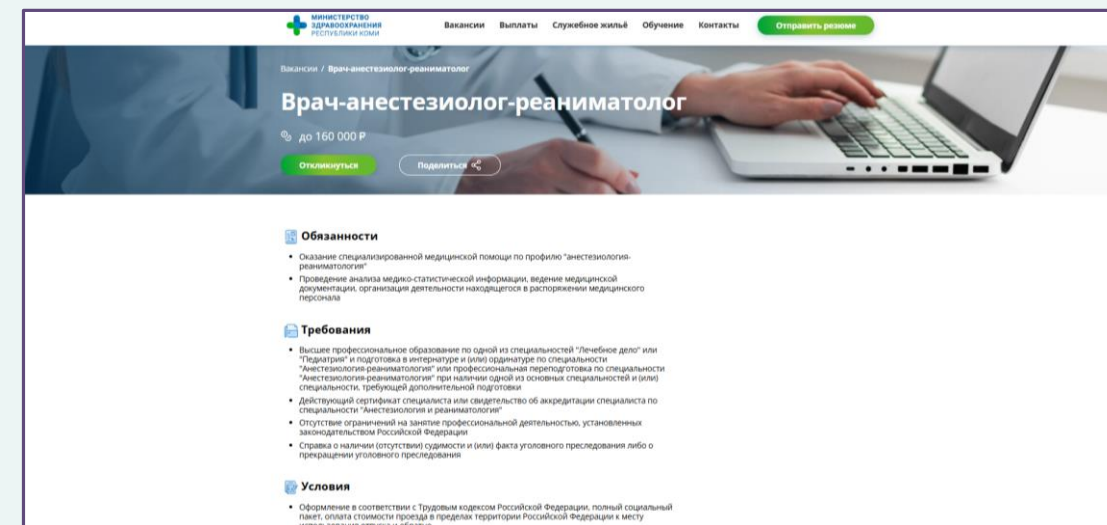 МИНИСТЕРСТВО
ЗДРАВООХРАНЕНИЯ
РЕСПУБЛИКИ КОМИ
Вакансии Выплаты Служебное жильё Обучение Контакты Отправить резюме
Вакансии / Врач-анестезиолог-реаниматолог
Врач-анестезиолог-реаниматолог
до 160 000 ₽
Откликнуться Поделиться
Обязанности
• Оказание специализированной медицинской помощи по профилю "анестезиология-
реаниматология"
• Проведение анализа медико-статистической информации, ведение медицинской
документации, организация деятельности находящегося в распоряжении медицинского
персонала
Требования
• Высшее профессиональное образование по одной из специальностей "Лечебное дело" или
"Педиатрия" и подготовка в интернатуре и (или) ординатуре по специальности
"Анестезиология-реаниматология" или профессиональная переподготовка по специальности
"Анестезиология-реаниматология" при наличии одной из основных специальностей и (или)
специальности, требующей дополнительной подготовки
• Действующий сертификат специалиста или свидетельство об аккредитации специалиста по
специальности "Анестезиология и реаниматология"
• Отсутствие ограничений на занятие профессиональной деятельностью, установленных
законодательством Российской Федерации
• Справка о наличии (отсутствии) судимости и (или) факта уголовного преследования либо о
прекращении уголовного преследования
Условия
• Оформление в соответствии с Трудовым кодексом Российской Федерации, полный социальный
пакет, оплата стоимости проезда в пределах территории Российской Федерации к месту
использования отпуска и обратно